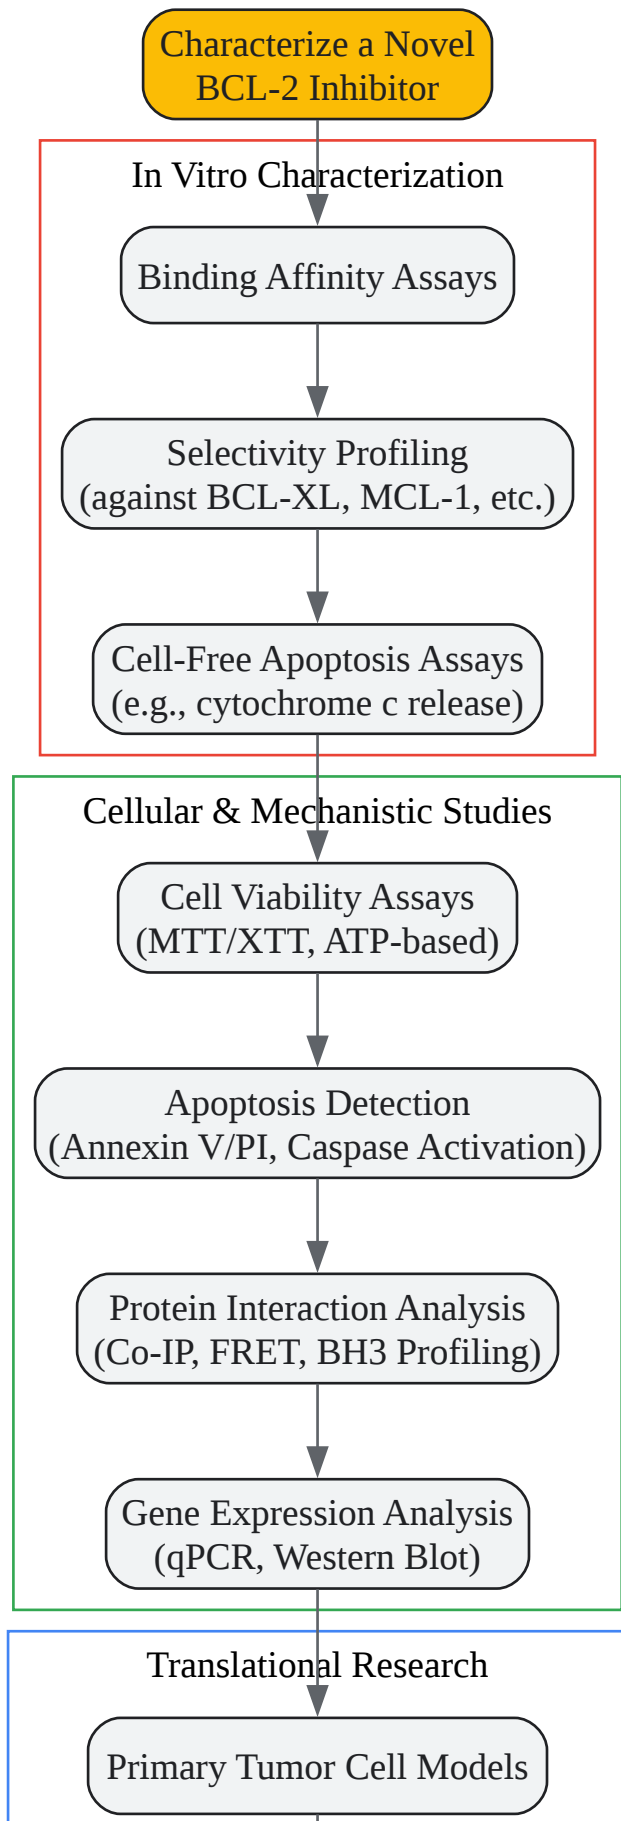 Characterize a Novel
BCL-2 Inhibitor
In Vitro Characterization
Binding Affinity Assays
Selectivity Profiling
(against BCL-XL, MCL-1, etc.)
Cell-Free Apoptosis Assays
(e.g., cytochrome c release)
Cellular & Mechanistic Studies
Cell Viability Assays
(MTT/XTT, ATP-based)
Apoptosis Detection
(Annexin V/PI, Caspase Activation)
Protein Interaction Analysis
(Co-IP, FRET, BH3 Profiling)
Gene Expression Analysis
(qPCR, Western Blot)
Translational Research
Primary Tumor Cell Models